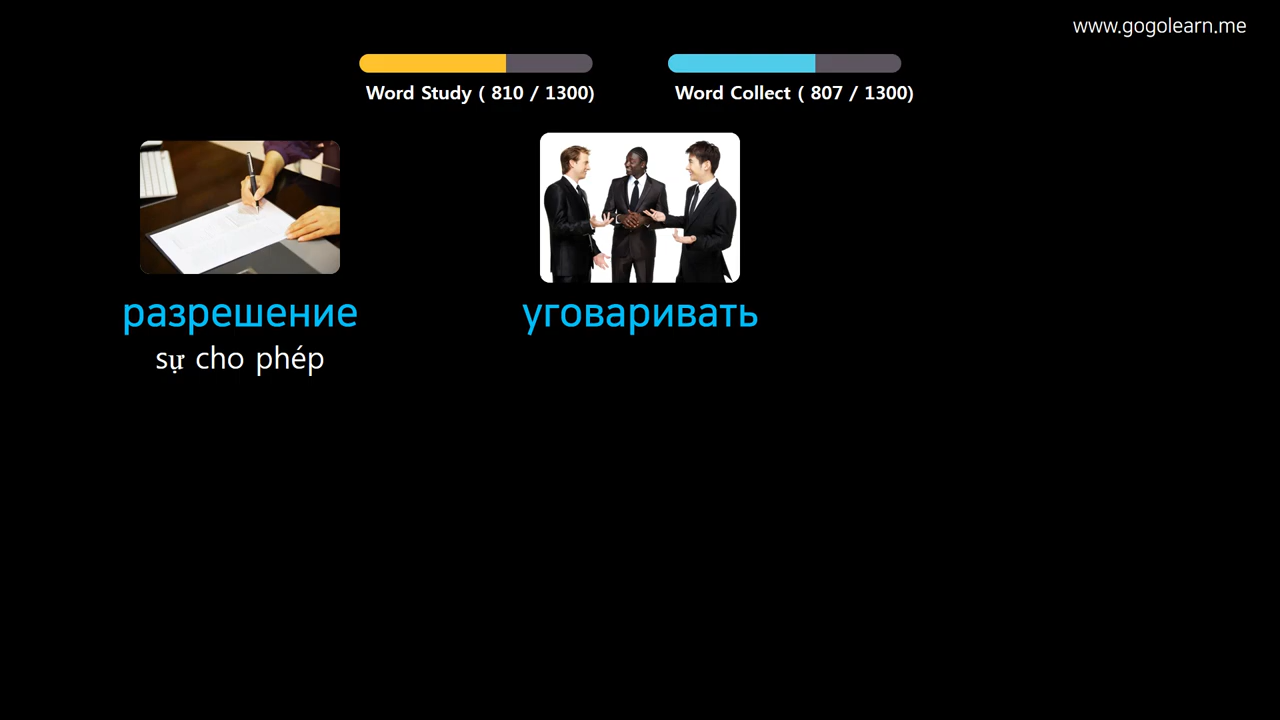 www.gogolearn.me
Word Study ( 810 / 1300)
Word Collect ( 807 / 1300)
разрешение
уговаривать
sự cho phép